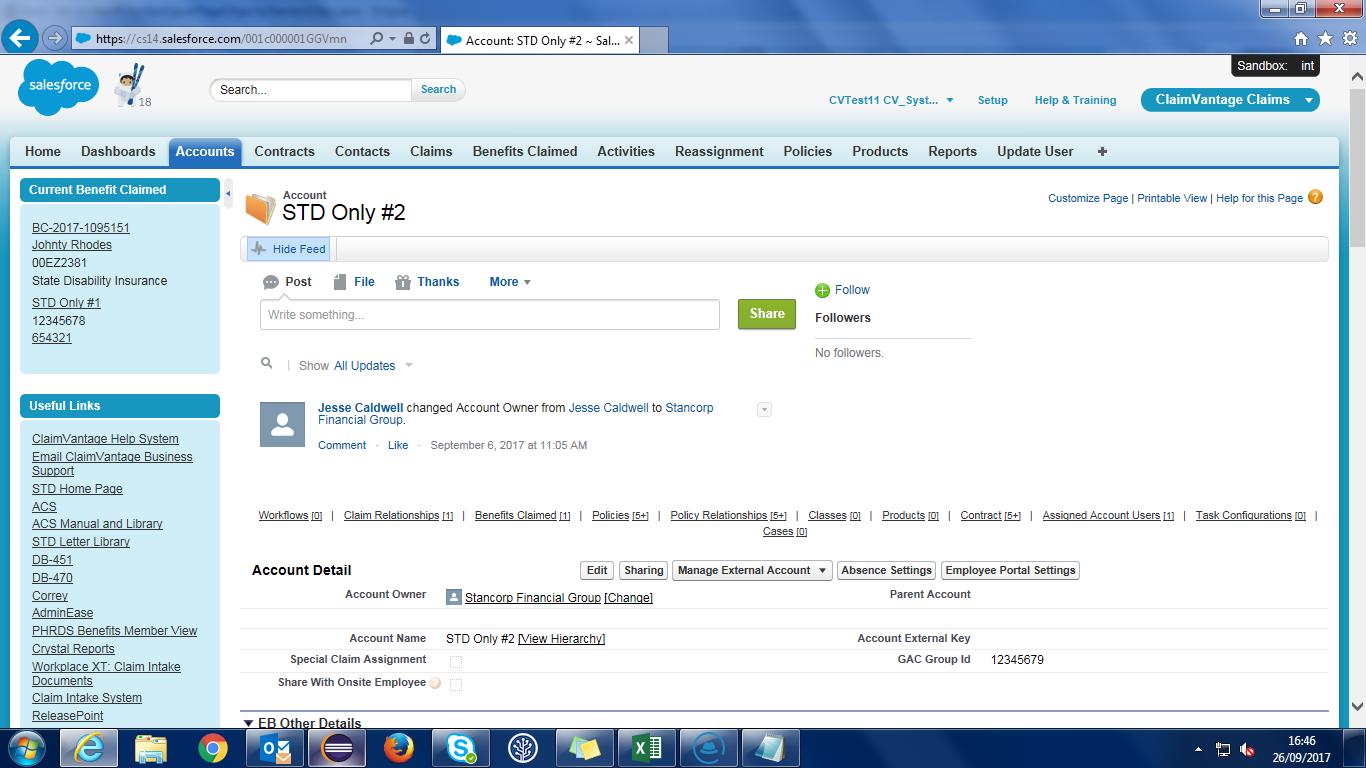 https://cs14.salesforce.com/001c000001GGVmn
Account: STD Only #2 ~ Sal...
Sandbox: int
salesforce
18
Search...
Search
CVTest11 CV_Syst...
Setup
Help & Training
ClaimVantage Claims
Home Dashboards Accounts Contracts Contacts Claims Benefits Claimed Activities Reassignment Policies Products Reports Update User +
Current Benefit Claimed
BC-2017-1095151
Johnty Rhodes
00EZ2381
State Disability Insurance
STD Only #1
12345678
654321
Useful Links
ClaimVantage Help System
Email ClaimVantage Business
Support
STD Home Page
ACS
ACS Manual and Library
STD Letter Library
DB-451
DB-470
Correy
AdminEase
PHRDS Benefits Member View
Crystal Reports
Workplace XT: Claim Intake
Documents
Claim Intake System
ReleasePoint
Account
STD Only #2
Customize Page | Printable View | Help for this Page ?
Hide Feed
Post File Thanks More
Write something...
Share
Follow
Followers
No followers.
Show All Updates
Jesse Caldwell changed Account Owner from Jesse Caldwell to Stancorp
Financial Group.
Comment · Like · September 6, 2017 at 11:05 AM
Workflows [0] | Claim Relationships [1] | Benefits Claimed [1] | Policies [5+] | Policy Relationships [5+] | Classes [0] | Products [0] | Contract [5+] | Assigned Account Users [1] | Task Configurations [0] |
Cases [0]
Account Detail
Edit Sharing Manage External Account Absence Settings Employee Portal Settings
Account Owner Stancorp Financial Group [Change] Parent Account
Account Name STD Only #2 [View Hierarchy] Account External Key
Special Claim Assignment GAC Group Id 12345679
Share With Onsite Employee ?
EB Other Details
16:46
26/09/2017